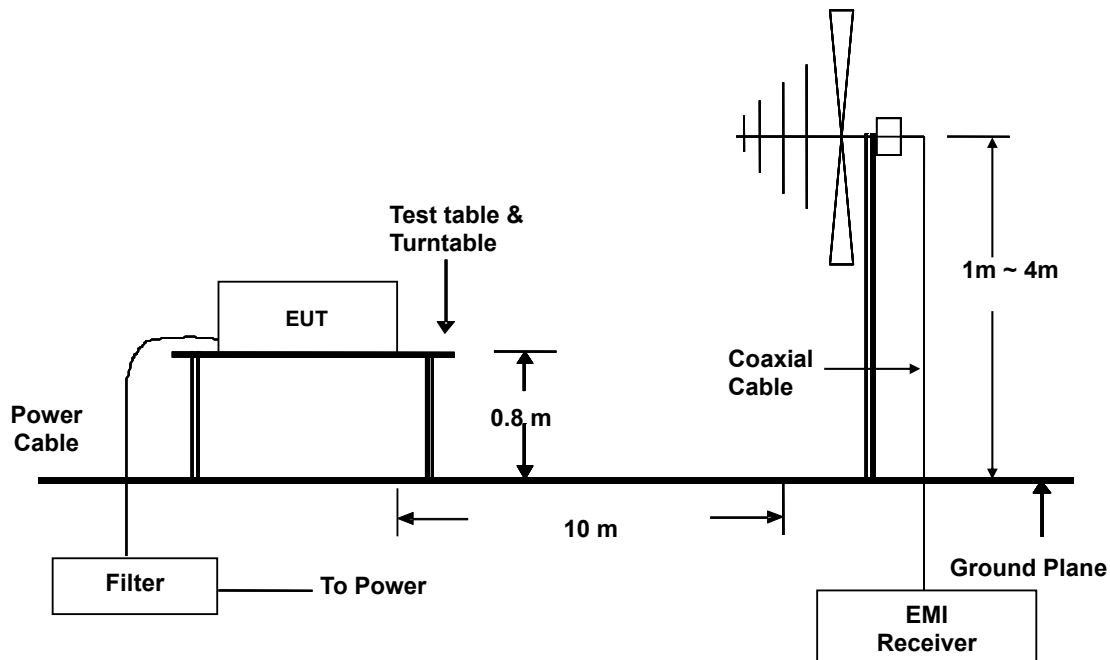 Test table &
Turntable
1m ~ 4m
EUT
Coaxial
Cable
0.8 m
Power
Cable
10 m
Filter
To Power
Ground Plane
EMI
Receiver